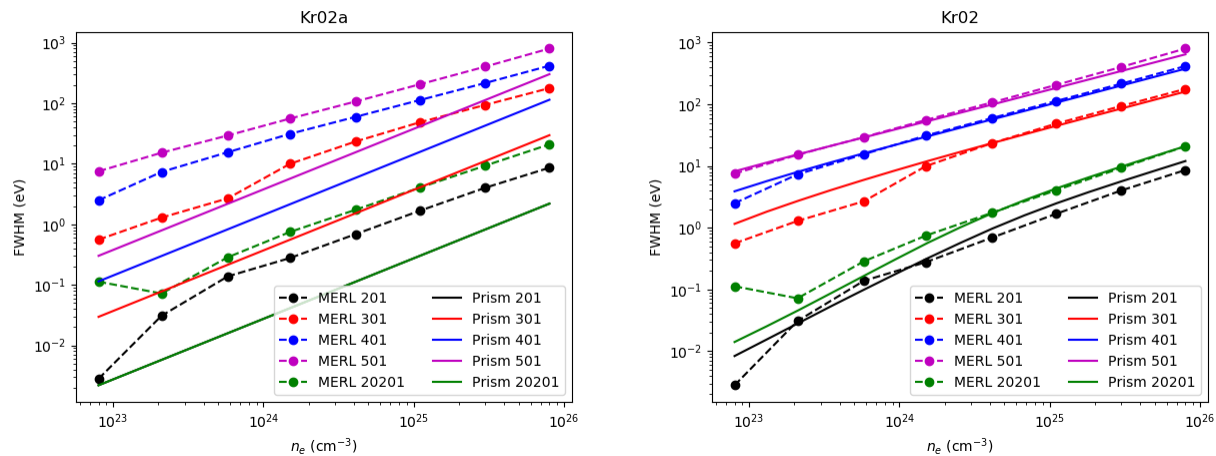 Kr02a
FWHM (eV)
10³
10²
10¹
10⁰
10⁻¹
10⁻²
MERL 201
MERL 301
MERL 401
MERL 501
MERL 20201
Prism 201
Prism 301
Prism 401
Prism 501
Prism 20201
10²³
10²⁴
10²⁵
10²⁶
nₑ (cm⁻³)
Kr02
FWHM (eV)
10³
10²
10¹
10⁰
10⁻¹
10⁻²
MERL 201
MERL 301
MERL 401
MERL 501
MERL 20201
Prism 201
Prism 301
Prism 401
Prism 501
Prism 20201
10²³
10²⁴
10²⁵
10²⁶
nₑ (cm⁻³)